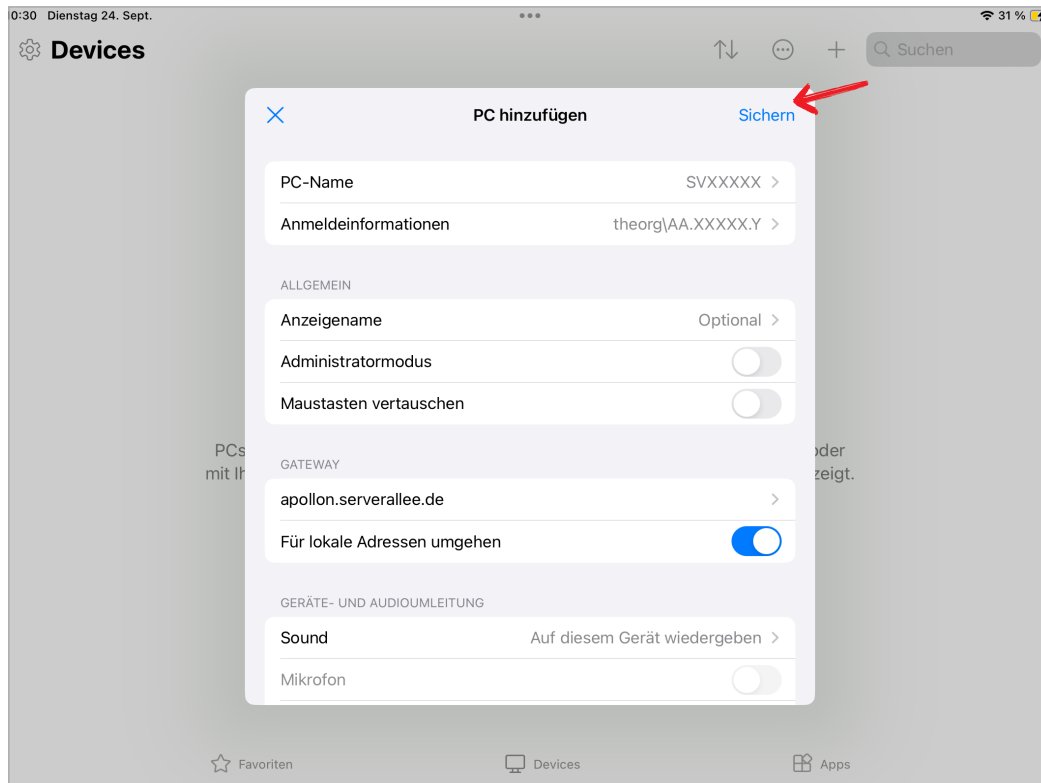 0:30 Dienstag 24. Sept.
31 %
Devices
Suchen
PC hinzufügen
Sichern
PC-Name SVXXXXX
Anmeldeinformationen theorg\AA.XXXXX.Y
ALLGEMEIN
Anzeigename Optional
Administratormodus
Maustasten vertauschen
PCs oder
mit Ih zeigt.
GATEWAY
apollon.serverallee.de
Für lokale Adressen umgehen
GERÄTE- UND AUDIOUMLEITUNG
Sound Auf diesem Gerät wiedergeben
Mikrofon
Favoriten Devices Apps